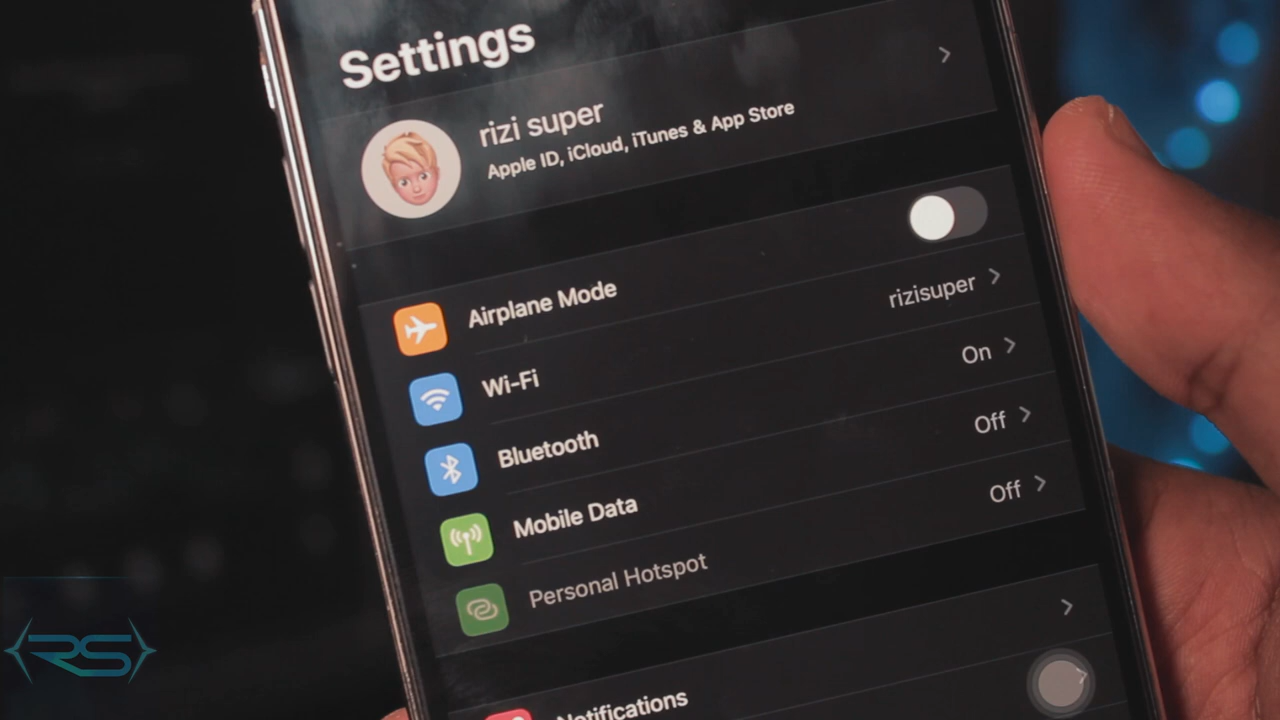 Settings
rizi super
Apple ID, iCloud, iTunes & App Store
Airplane Mode
Wi-Fi rizisuper
Bluetooth On
Mobile Data Off
Personal Hotspot Off
Notifications
RS